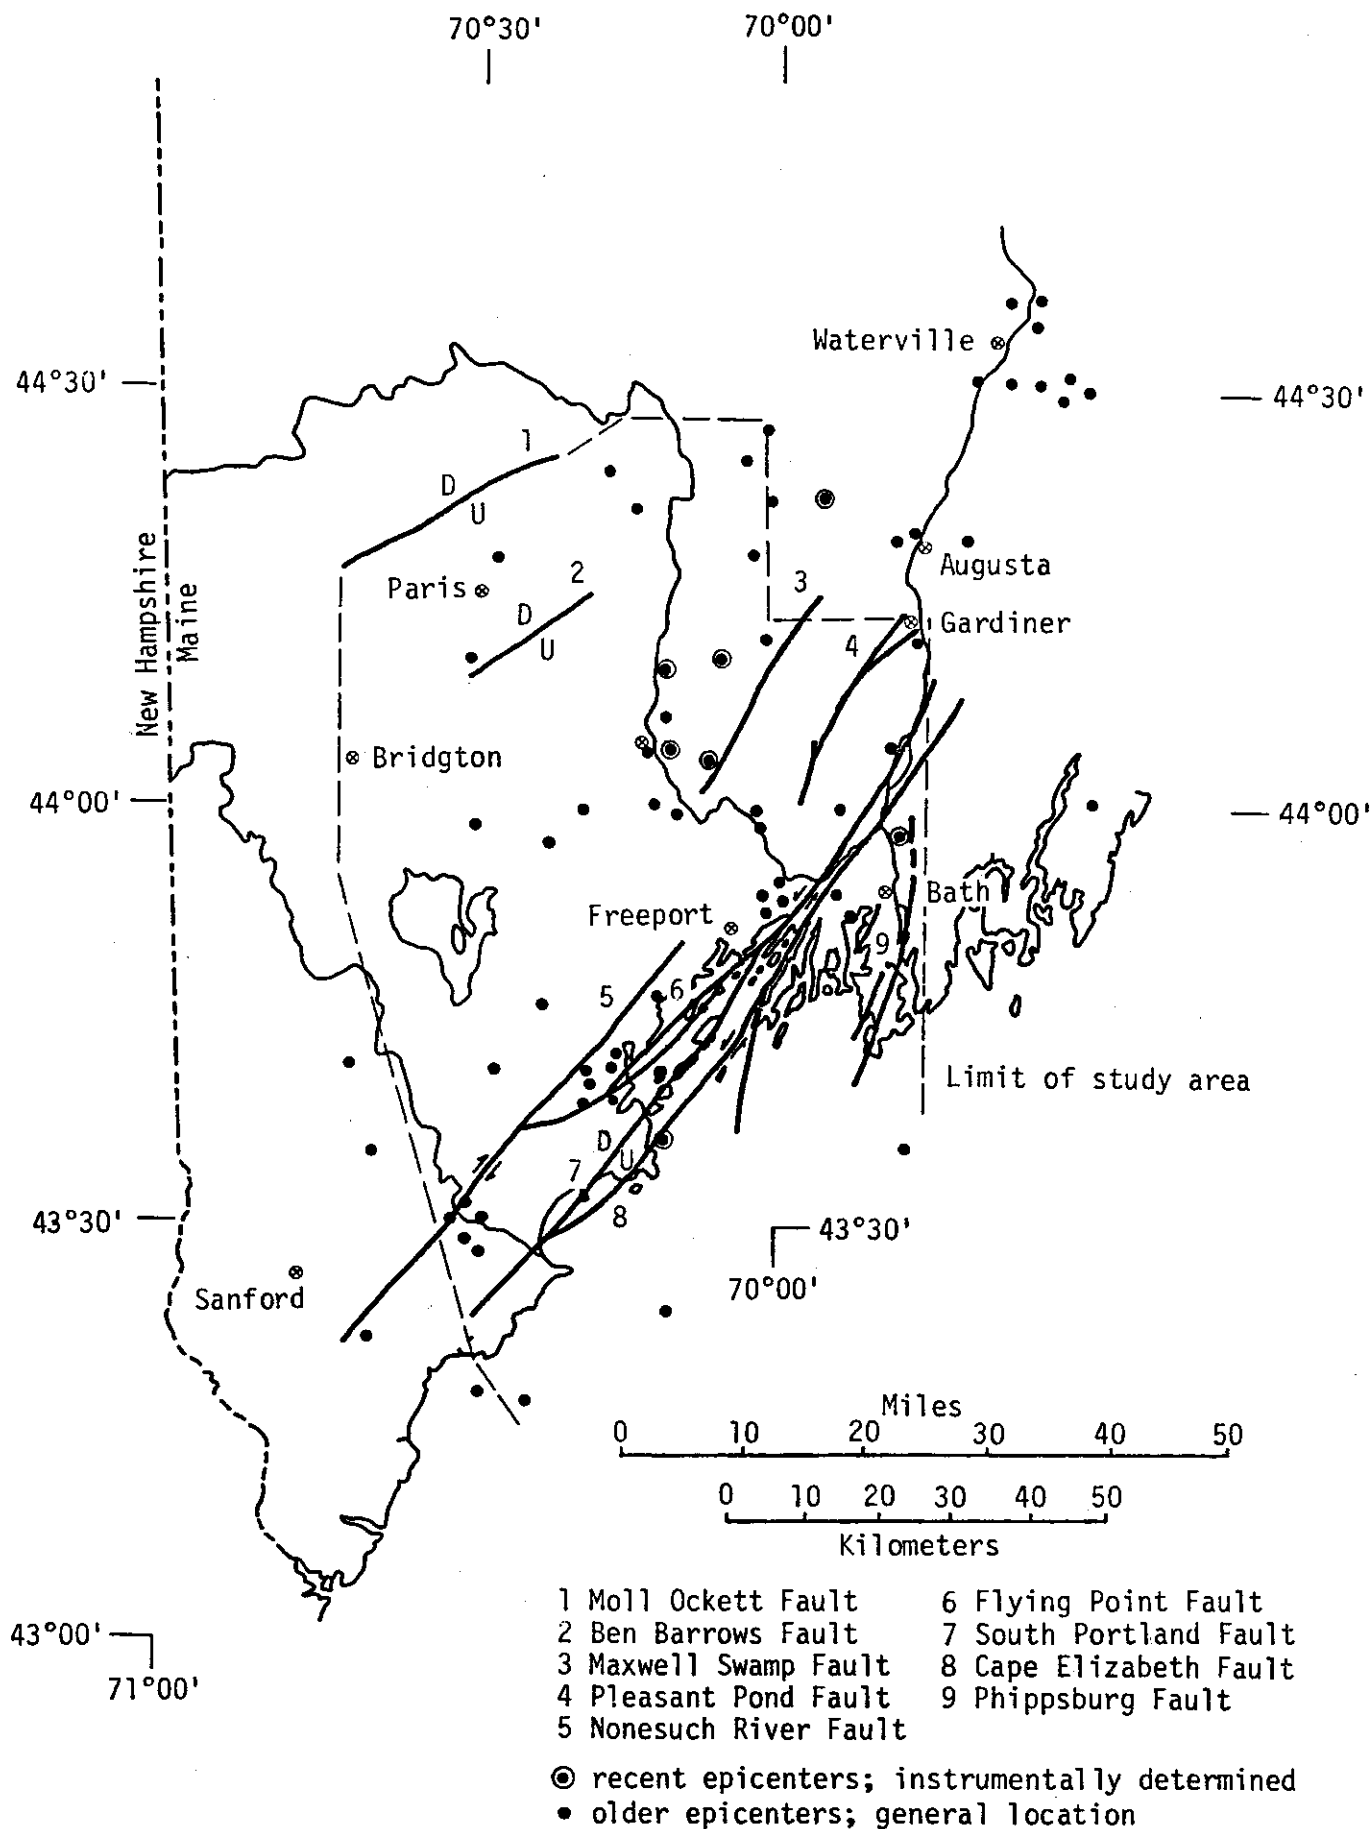 70°30' 70°00'
Waterville
44°30' 44°30'
1
D
U
New Hampshire
Maine
Paris
2
D
U
3
Augusta
4
Gardiner
Bridgton
44°00' 44°00'
Bath
Freeport
9
5
6
Limit of study area
D
U
7
8
43°30' 43°30'
70°00'
Sanford
Miles
0 10 20 30 40 50
0 10 20 30 40 50
Kilometers
1 Moll Ockett Fault
2 Ben Barrows Fault
3 Maxwell Swamp Fault
4 Pleasant Pond Fault
5 Nonesuch River Fault
6 Flying Point Fault
7 South Portland Fault
8 Cape Elizabeth Fault
9 Phippsburg Fault
43°00'
71°00'
recent epicenters; instrumentally determined
older epicenters; general location